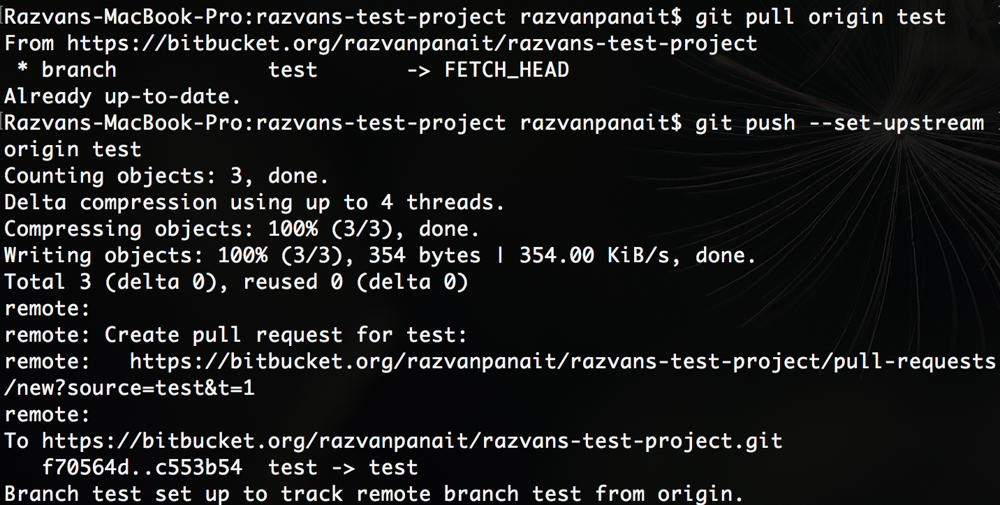 Razvans-MacBook-Pro:razvans-test-project razvanpanait$ git pull origin test
From https://bitbucket.org/razvanpanait/razvans-test-project
 * branch            test       -> FETCH_HEAD
Already up-to-date.
Razvans-MacBook-Pro:razvans-test-project razvanpanait$ git push --set-upstream
origin test
Counting objects: 3, done.
Delta compression using up to 4 threads.
Compressing objects: 100% (3/3), done.
Writing objects: 100% (3/3), 354 bytes | 354.00 KiB/s, done.
Total 3 (delta 0), reused 0 (delta 0)
remote:
remote: Create pull request for test:
remote:   https://bitbucket.org/razvanpanait/razvans-test-project/pull-requests
/new?source=test&t=1
remote:
To https://bitbucket.org/razvanpanait/razvans-test-project.git
   f70564d..c553b54  test -> test
Branch test set up to track remote branch test from origin.